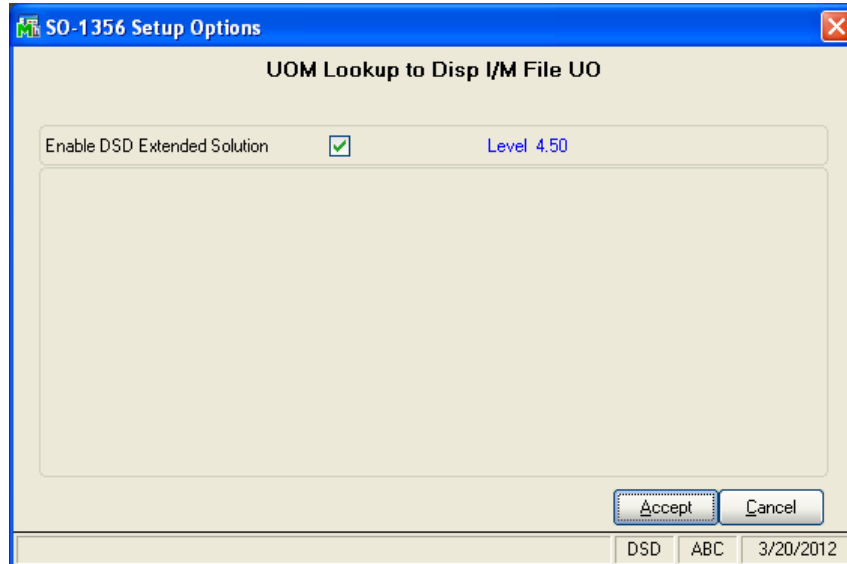 SO-1356 Setup Options
UOM Lookup to Disp I/M File UO
Enable DSD Extended Solution Level 4.50
Accept Cancel
DSD ABC 3/20/2012